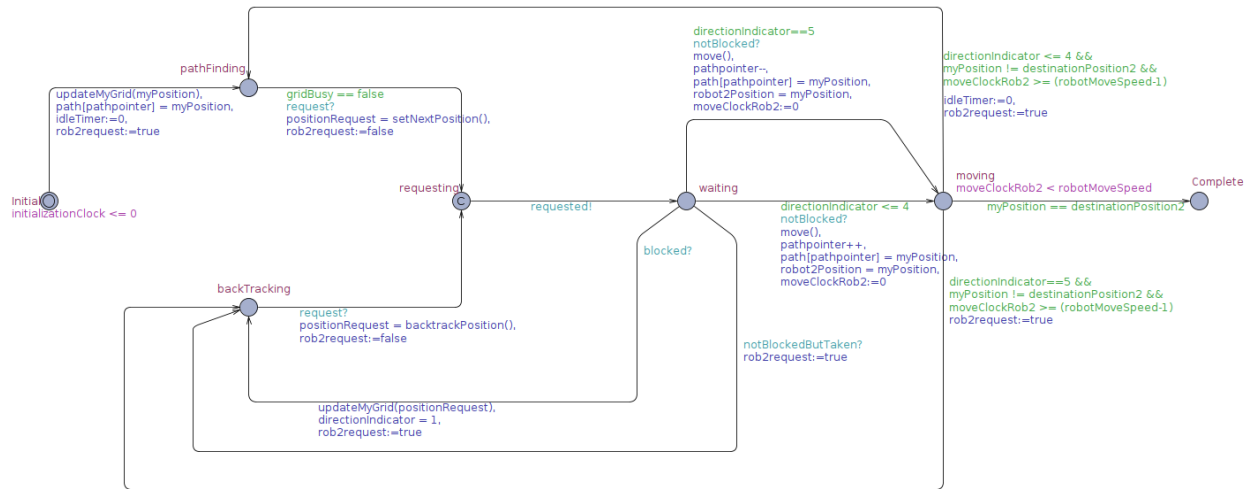 directionIndicator==5
notBlocked?
move(),
pathpointer--,
path[pathpointer] = myPosition,
robot2Position = myPosition,
moveClockRob2:=0
directionIndicator <= 4 &&
myPosition != destinationPosition2 &&
moveClockRob2 >= (robotMoveSpeed-1)
idleTimer:=0,
rob2request:=true
pathFinding
updateMyGrid(myPosition),
path[pathpointer] = myPosition,
idleTimer:=0,
rob2request:=true
gridBusy == false
request?
positionRequest = setNextPosition(),
rob2request:=false
Initial
initializationClock <= 0
requesting
C
requested!
waiting
moving
moveClockRob2 < robotMoveSpeed
Complete
myPosition == destinationPosition2
directionIndicator <= 4
notBlocked?
move(),
pathpointer++,
path[pathpointer] = myPosition,
robot2Position = myPosition,
moveClockRob2:=0
blocked?
backTracking
request?
positionRequest = backtrackPosition(),
rob2request:=false
directionIndicator==5 &&
myPosition != destinationPosition2 &&
moveClockRob2 >= (robotMoveSpeed-1)
rob2request:=true
notBlockedButTaken?
rob2request:=true
updateMyGrid(positionRequest),
directionIndicator = 1,
rob2request:=true